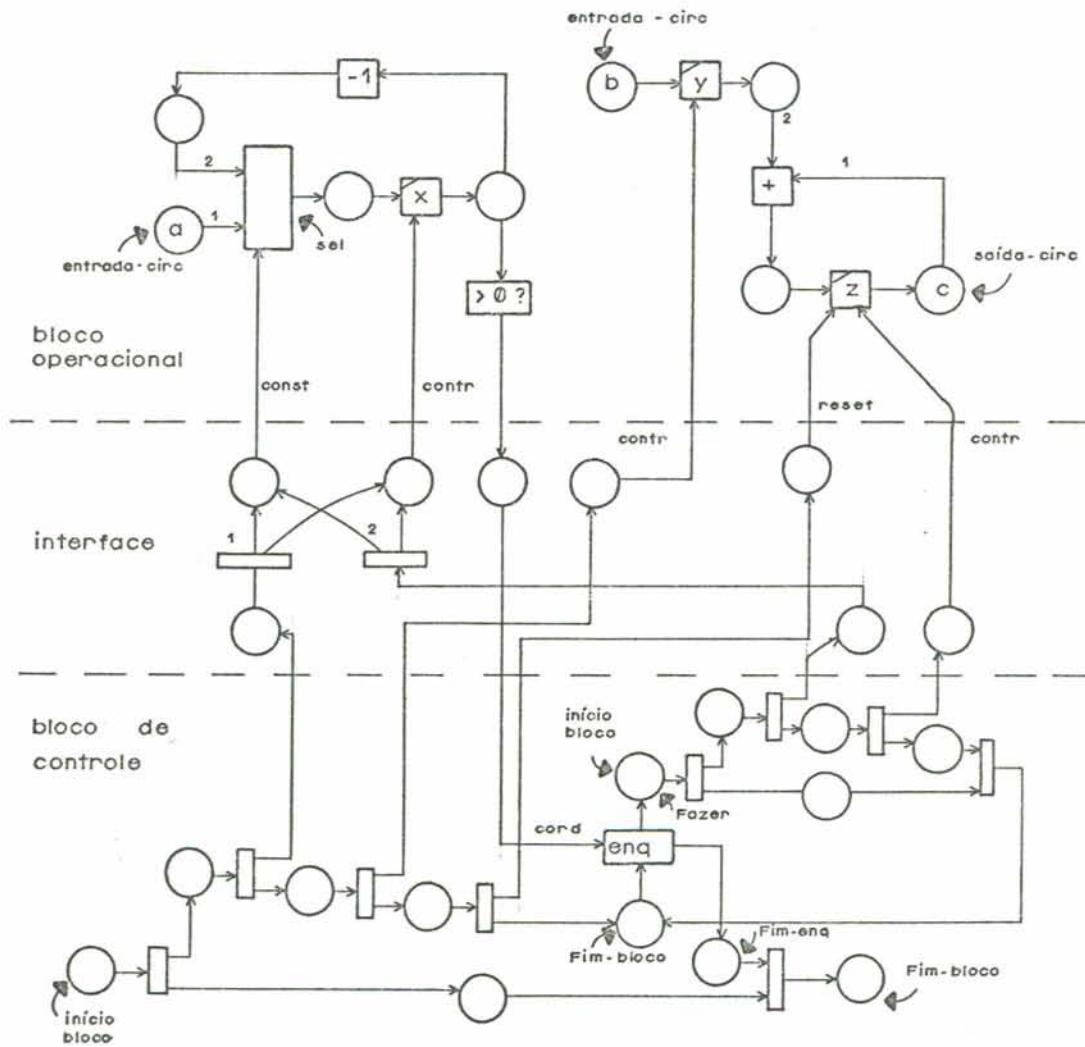 entrada - circ
-1
b
y
2
2
1
+
a
1
x
sel
entrada-circ
saída-circ
> 0 ?
z
c
bloco
operacional
const
contr
reset
contr
contr
interface
1
2
bloco de
controle
início
bloco
Fazer
cord
enq
Fim-bloco
Fim-enq
Fim-bloco
início
bloco